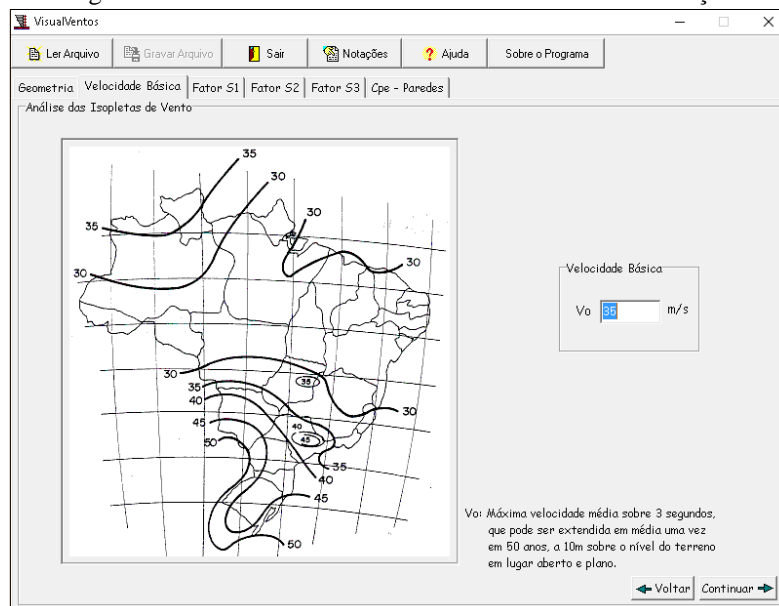 VisualVentos
Ler Arquivo Gravar Arquivo Sair Notações ? Ajuda Sobre o Programa
Geometria Velocidade Básica Fator S1 Fator S2 Fator S3 Cpe - Paredes
Análise das Isopletas de Vento
35
30
30
35
30
30
Velocidade Básica
Vo 35 m/s
30
35
35
40
30
45
40
45
50
35
40
45
50
Vo: Máxima velocidade média sobre 3 segundos,
que pode ser extendida em média uma vez
em 50 anos, a 10m sobre o nível do terreno
em lugar aberto e plano.
Voltar Continuar